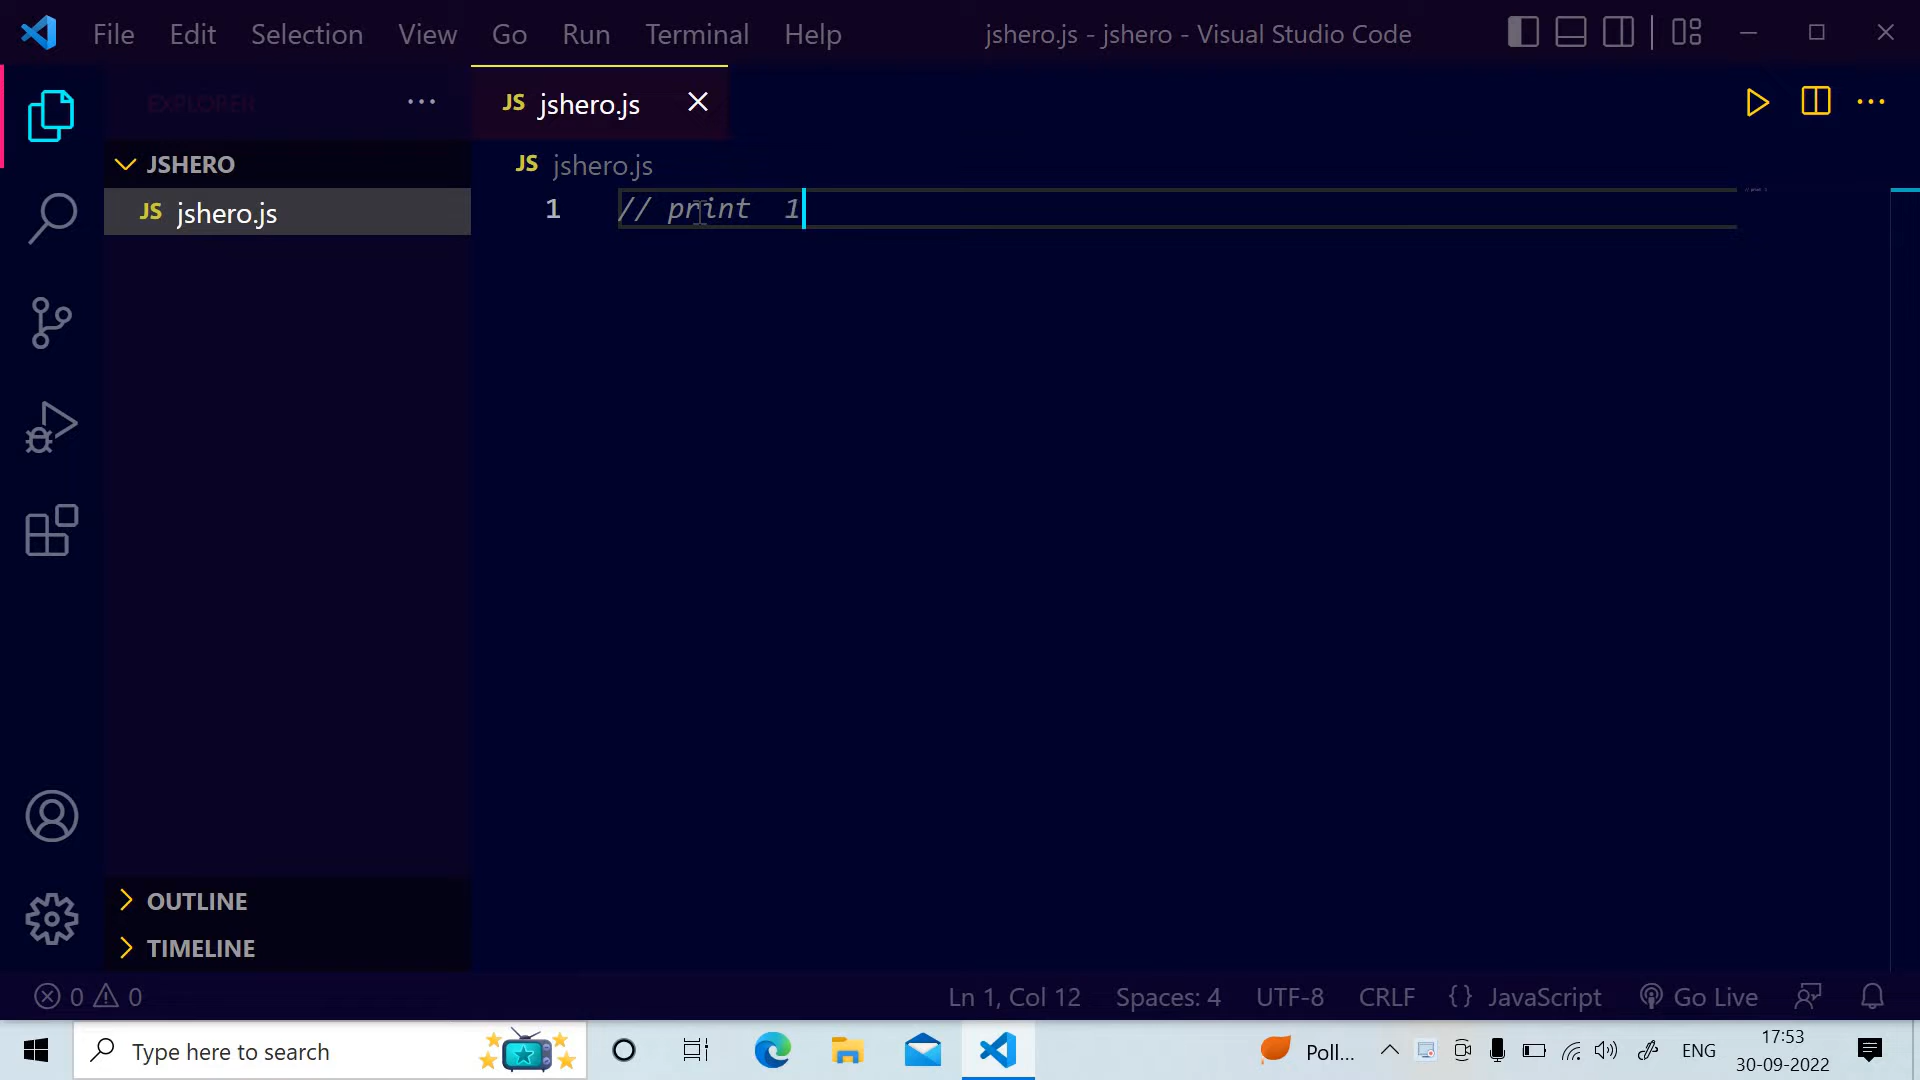 File Edit Selection View Go Run Terminal Help jshero.js - jshero - Visual Studio Code
EXPLORER ...
JS jshero.js
JSHERO
JS jshero.js
JS jshero.js
1 // print  1
OUTLINE
TIMELINE
0 0 Ln 1, Col 12 Spaces: 4 UTF-8 CRLF {} JavaScript Go Live
Type here to search Poll... ENG 17:53
30-09-2022